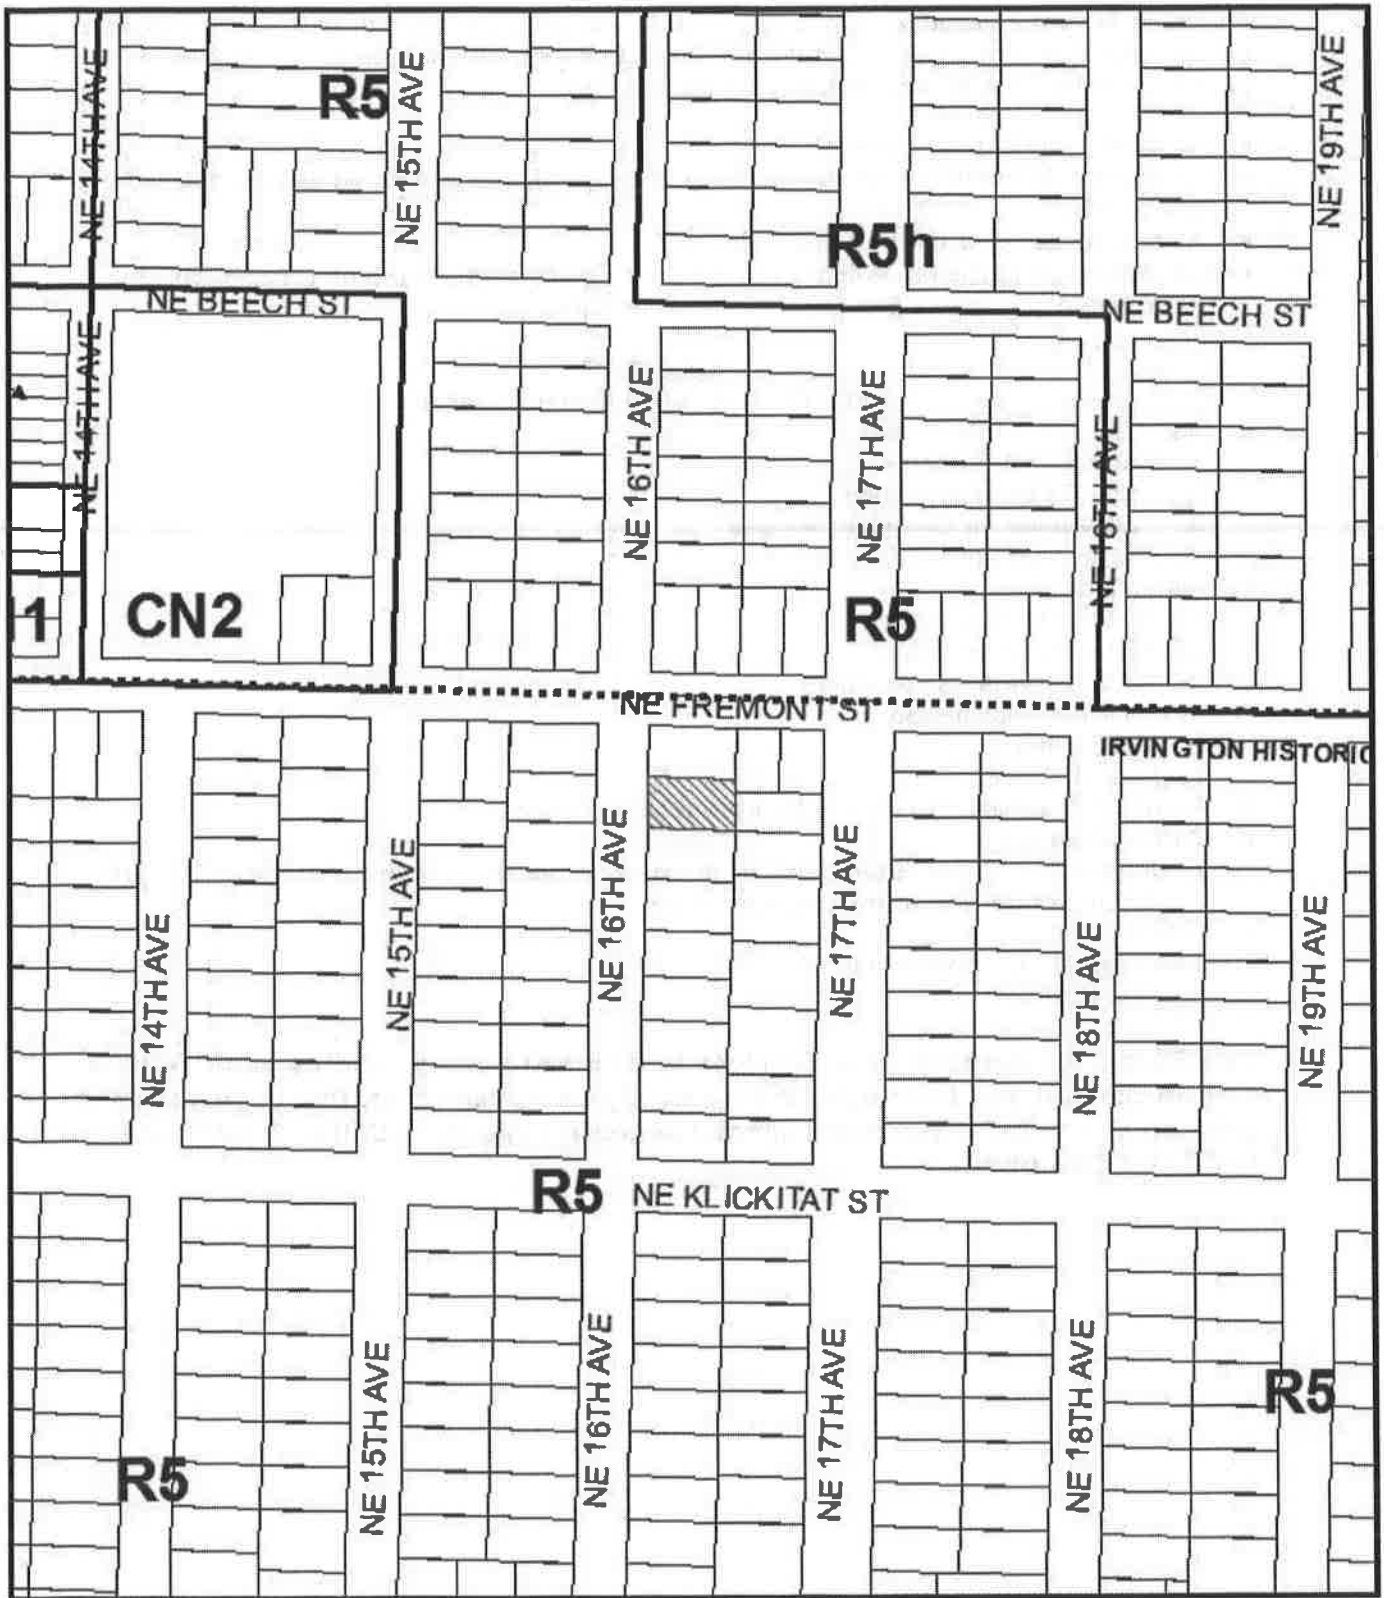 NE 14TH AVE
R5
NE 15TH AVE
NE 19TH AVE
R5h
NE BEECH ST
NE BEECH ST
NE 14TH AVE
NE 16TH AVE
NE 17TH AVE
NE 18TH AVE
1
CN2
R5
NE FREMONT ST
IRVINGTON HISTORIC
NE 14TH AVE
NE 15TH AVE
NE 16TH AVE
NE 17TH AVE
NE 18TH AVE
NE 19TH AVE
R5
NE KLICKITAT ST
R5
NE 15TH AVE
NE 16TH AVE
NE 17TH AVE
NE 18TH AVE
R5